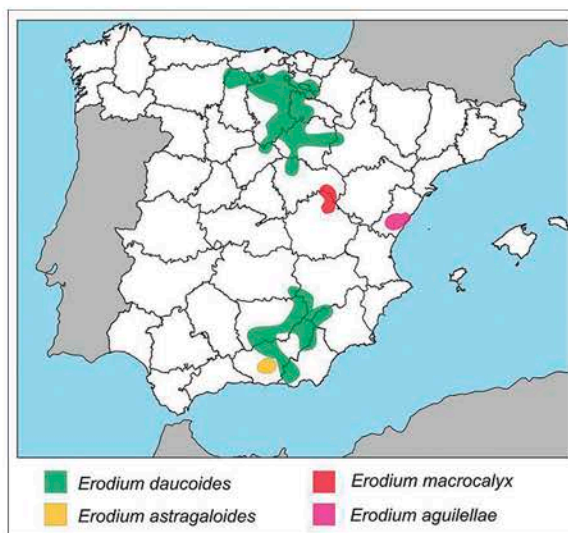 Erodium daucoides
Erodium macrocalyx
Erodium astragaloides
Erodium aguilellae